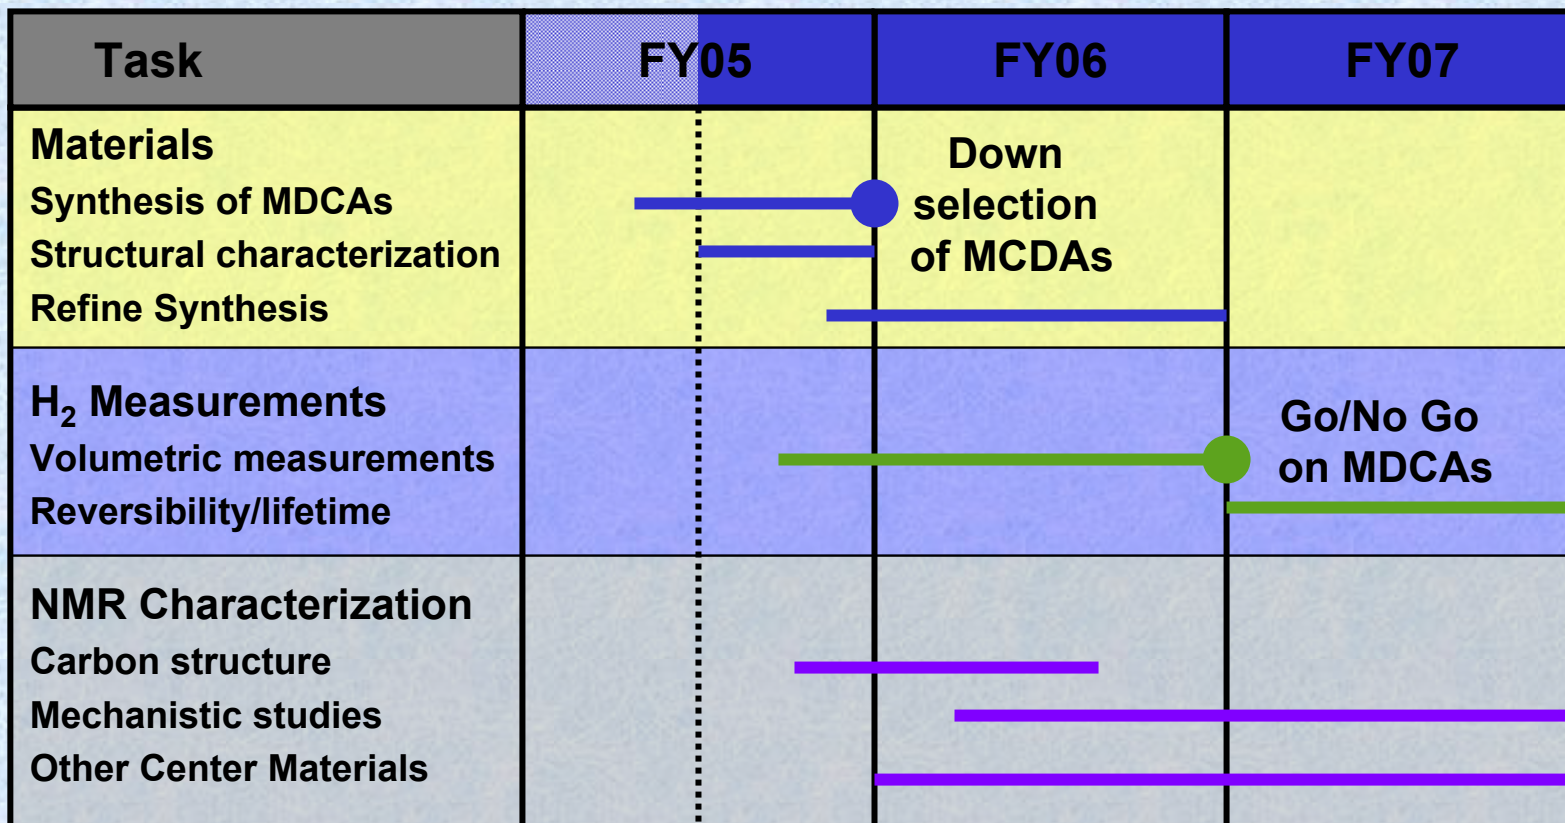 Task FY05 FY06 FY07
Materials
Synthesis of MDCAs
Structural characterization
Refine Synthesis
Down
selection
of MCDAs
H₂ Measurements
Volumetric measurements
Reversibility/lifetime
Go/No Go
on MDCAs
NMR Characterization
Carbon structure
Mechanistic studies
Other Center Materials